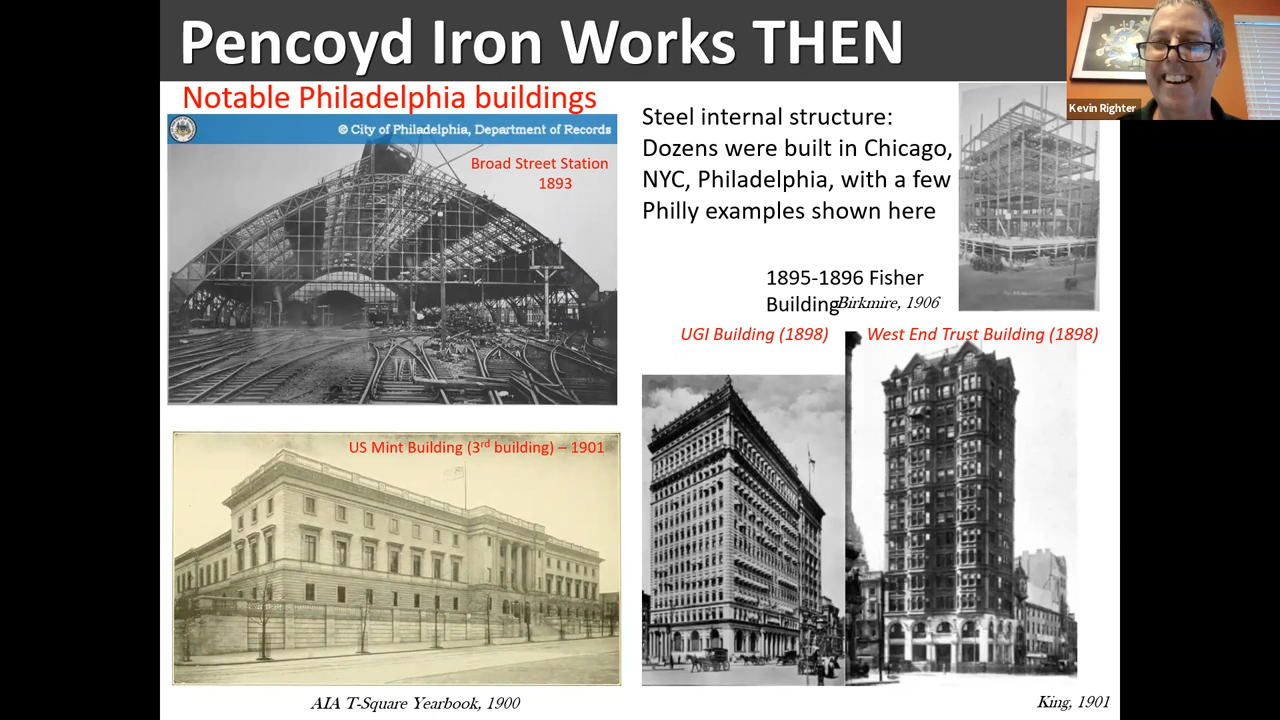 Pencoyd Iron Works THEN
Kevin Righter
Notable Philadelphia buildings
© City of Philadelphia, Department of Records
Broad Street Station
1893
Steel internal structure:
Dozens were built in Chicago,
NYC, Philadelphia, with a few
Philly examples shown here
1895-1896 Fisher
Building
Birkmire, 1906
UGI Building (1898)
West End Trust Building (1898)
US Mint Building (3rd building) – 1901
AIA T-Square Yearbook, 1900
King, 1901